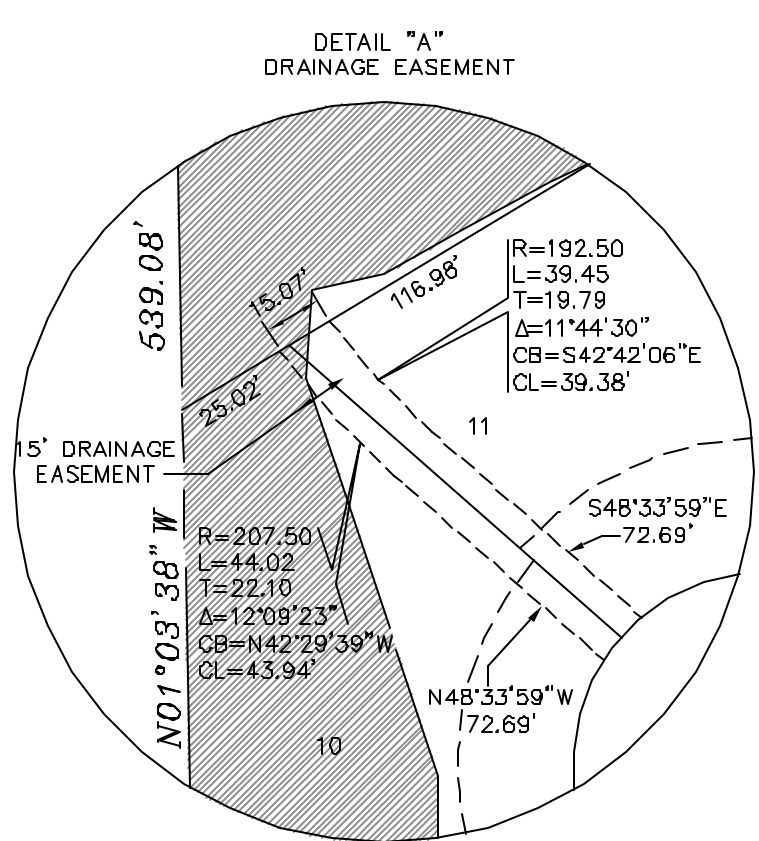 DETAIL "A"
DRAINAGE EASEMENT
539.08'
15.07'
116.98'
R=192.50
L=39.45
T=19.79
Δ=11°44'30"
CB=S42°42'06"E
CL=39.38'
25.02'
11
15' DRAINAGE
EASEMENT
S48°33'59"E
72.69'
N01°03'38" W
R=207.50
L=44.02
T=22.10
Δ=12°09'23"
CB=N42°29'39"W
CL=43.94'
N48°33'59"W
72.69'
10